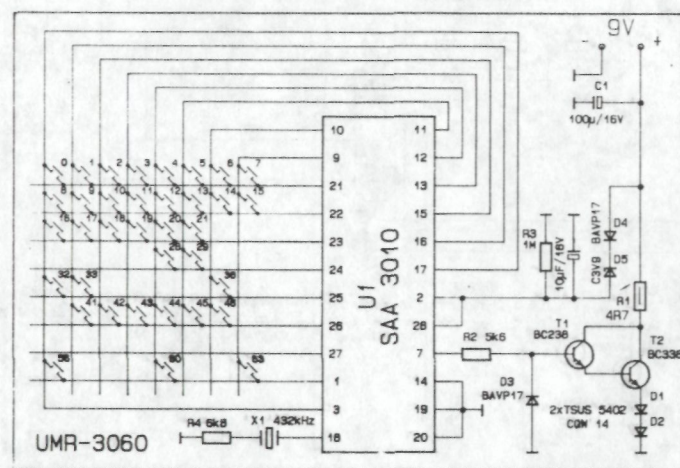 9V
- +
C1
100µ/16V
10 11
9 12
21 13
22 15
23 16
24 17
25 2
26 28
27 7
1 14
3 19
18 20
U1
SAA 3010
0 1 2 3 4 5 6 7
8 9 10 11 12 13 14 15
16 17 18 19 20 21
28 29
32 33 38
41 42 43 44 45 46
56 60 63
R3
1M
10µF/16V
BAVP17
D4
C3V9
D5
R1
4R7
R2 5k6
T1
BC238
T2
BC338
D3
BAVP17
D1
2xTSUS 5402
CQW 14
D2
R4 6k8
X1 432kHz
UMR-3060